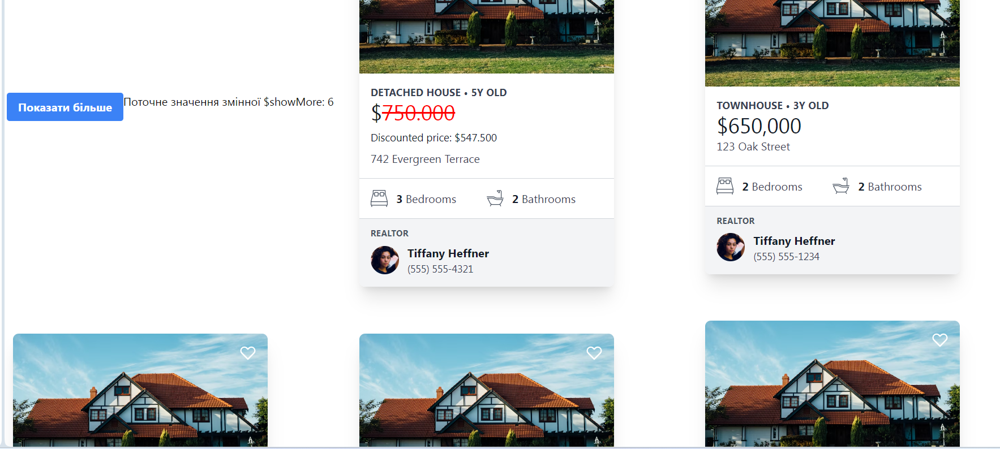 Показати більше
Поточне значення змінної $showMore: 6
DETACHED HOUSE • 5Y OLD
$750.000
Discounted price: $547.500
742 Evergreen Terrace
3 Bedrooms
2 Bathrooms
REALTOR
Tiffany Heffner
(555) 555-4321
TOWNHOUSE • 3Y OLD
$650,000
123 Oak Street
2 Bedrooms
2 Bathrooms
REALTOR
Tiffany Heffner
(555) 555-1234